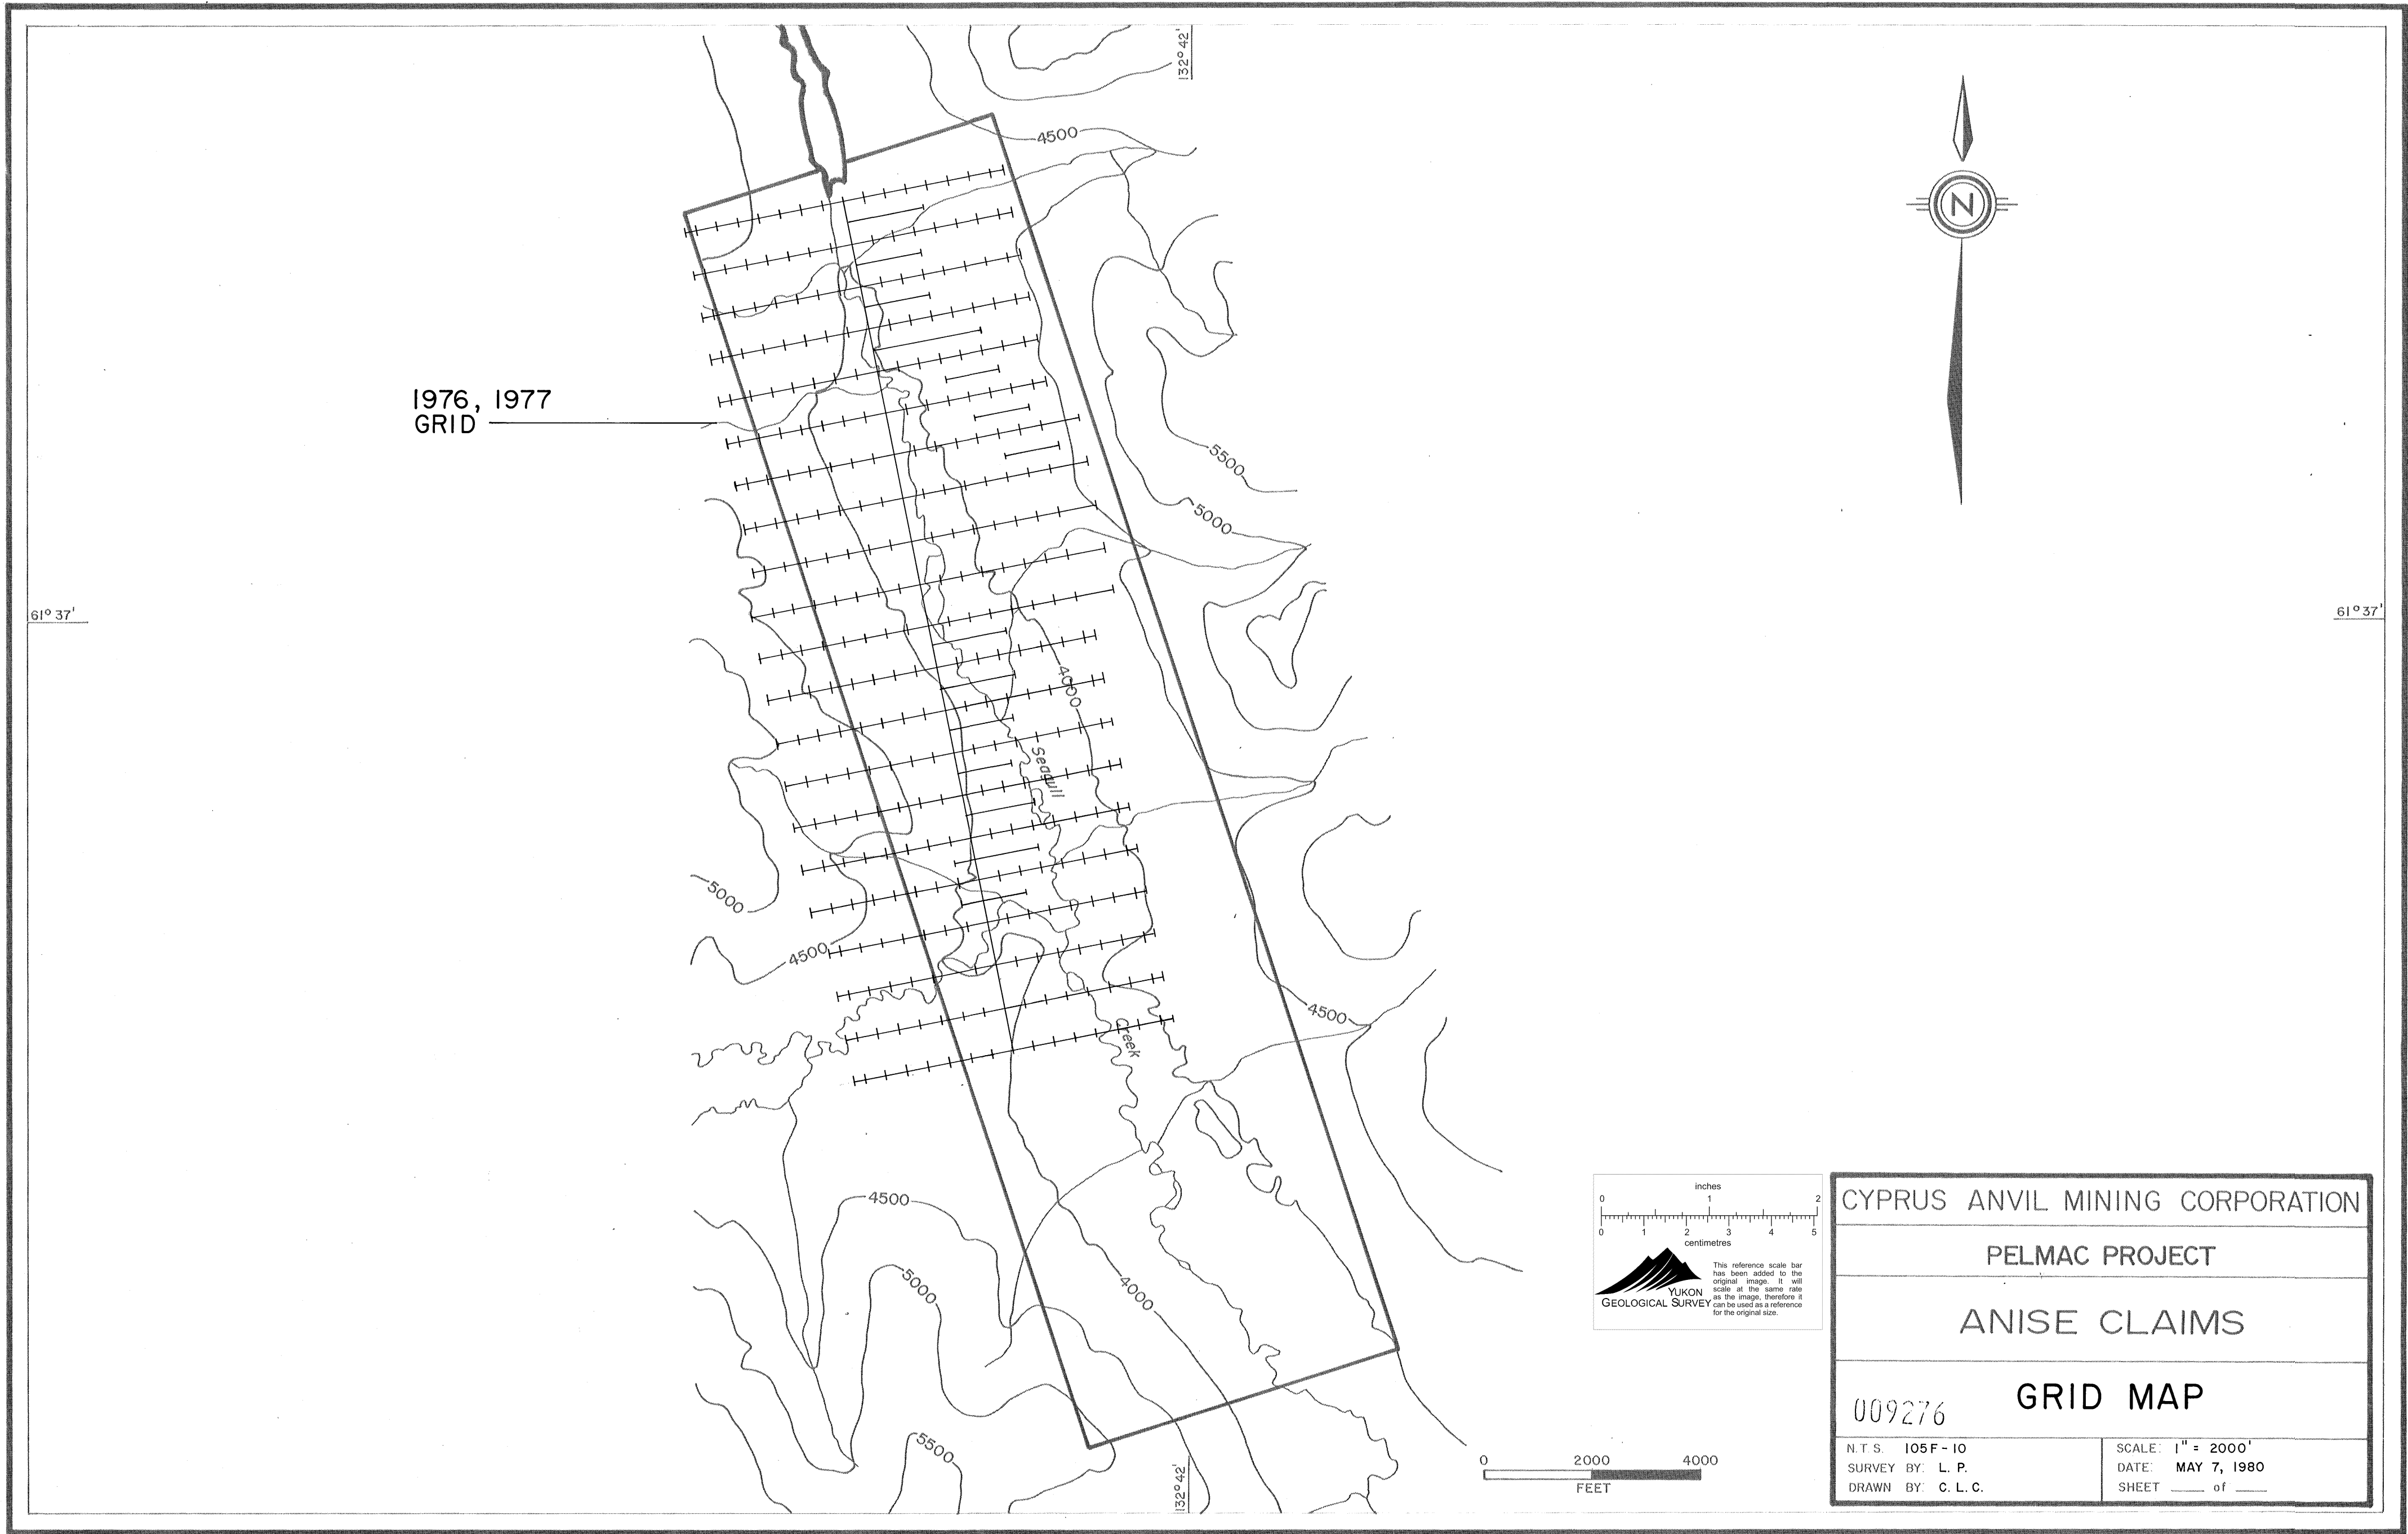 132° 42'
4500
1976, 1977
GRID
5500
5000
61° 37'
61° 37'
4000
Seagull
5000
4500
4500
Creek
4500
5000
4000
5500
132° 42'
0 2000 4000
FEET
inches
0 1 2
0 1 2 3 4 5
centimetres
YUKON
GEOLOGICAL SURVEY
This reference scale bar
has been added to the
original image. It will
scale at the same rate
as the image, therefore it
can be used as a reference
for the original size.
N
CYPRUS ANVIL MINING CORPORATION
PELMAC PROJECT
ANISE CLAIMS
GRID MAP
009276
N.T.S. 105F-10
SURVEY BY: L. P.
DRAWN BY: C. L. C.
SCALE: 1" = 2000'
DATE: MAY 7, 1980
SHEET ____ of ____